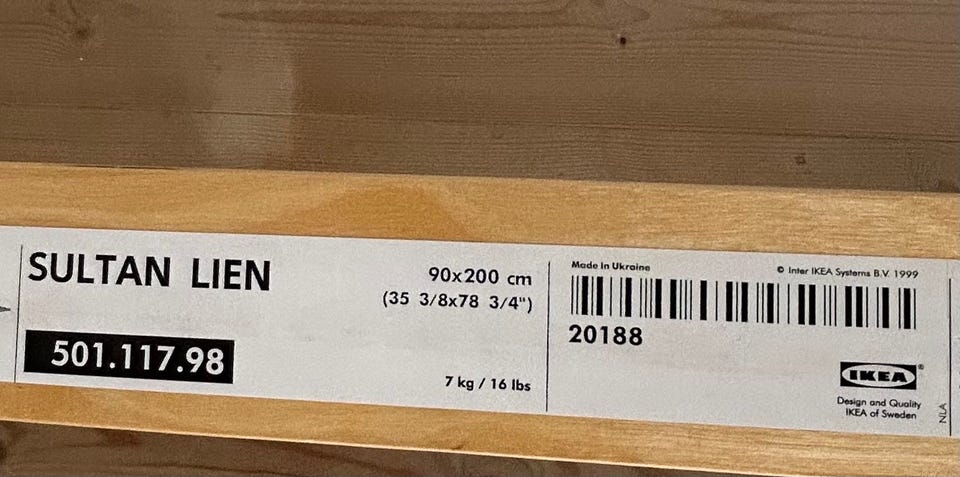 SULTAN LIEN
90x200 cm
(35 3/8x78 3/4")
501.117.98
7 kg / 16 lbs
Made in Ukraine
© Inter IKEA Systems B.V. 1999
20188
IKEA®
Design and Quality
IKEA of Sweden
NLA